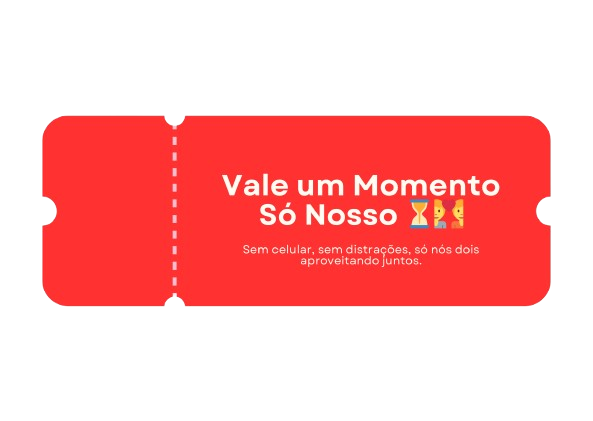 Vale um Momento
Só Nosso ⏳👫
Sem celular, sem distrações, só nós dois
aproveitando juntos.